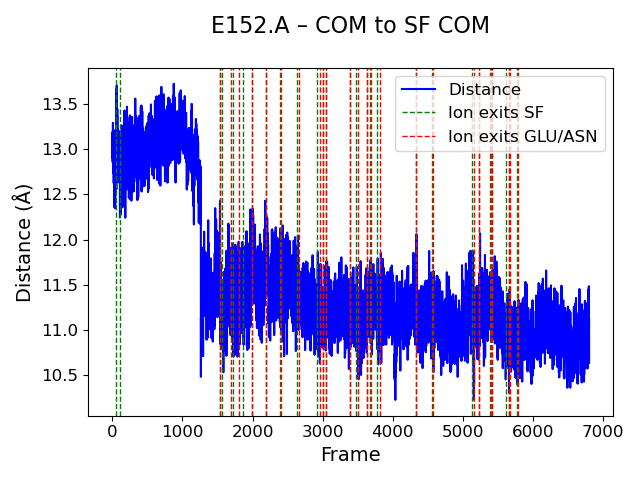 E152.A – COM to SF COM
Distance
Ion exits SF
Ion exits GLU/ASN
Distance (Å)
13.5
13.0
12.5
12.0
11.5
11.0
10.5
0 1000 2000 3000 4000 5000 6000 7000
Frame